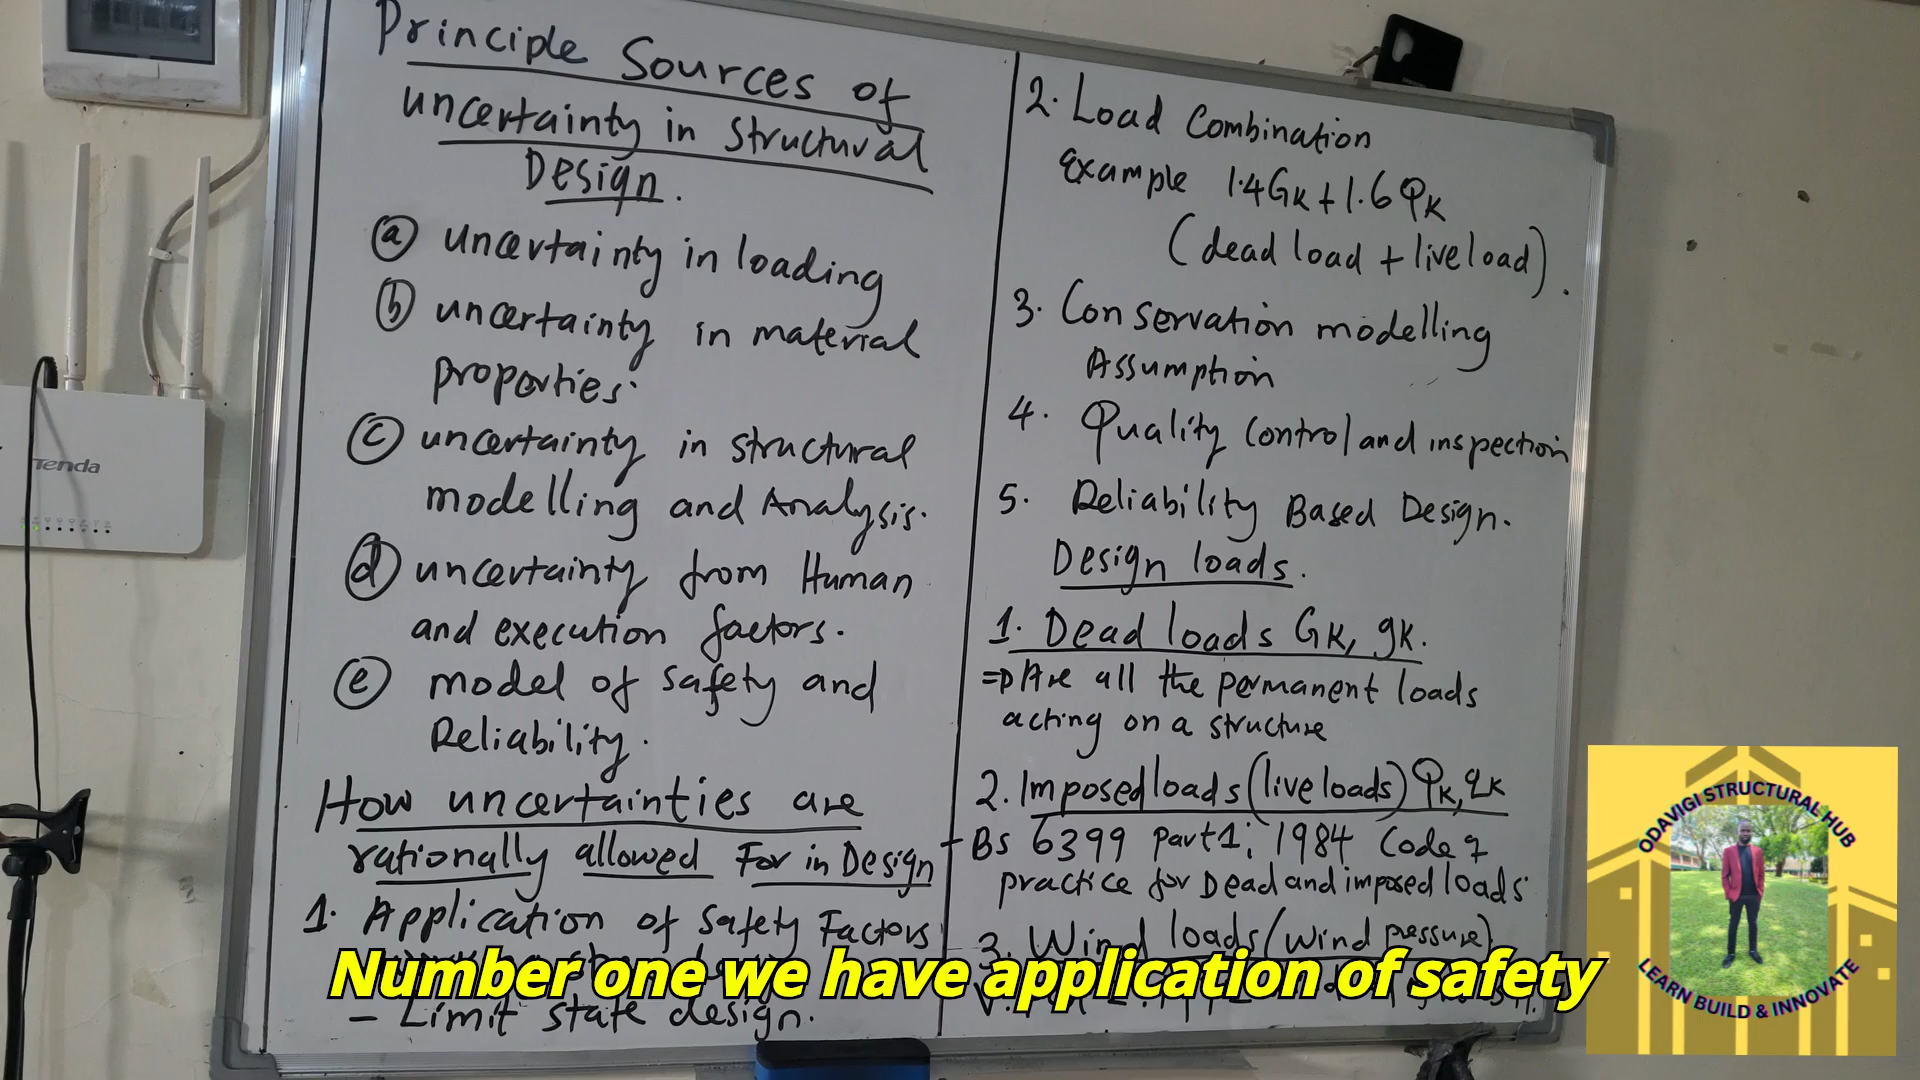 Principle Sources of
uncertainty in Structural
Design.
(a) uncertainty in loading
(b) uncertainty in material
properties.
(c) uncertainty in structural
modelling and Analysis.
(d) uncertainty from Human
and execution factors.
(e) model of safety and
Reliability.
How uncertainties are
rationally allowed For in Design
1. Application of Safety Factors
- Limit state design.
2. Load Combination
Example 1.4GK + 1.6QK
(dead load + live load).
3. Conservation modelling
Assumption
4. Quality control and inspection
5. Reliability Based Design.
Design loads.
1. Dead loads GK, gK.
⇒ Are all the permanent loads
acting on a structure
2. Imposed loads (live loads) QK, qK
- BS 6399 part 1; 1984 Code of
practice for Dead and imposed loads.
3. Wind loads (wind pressure)
Number one we have application of safety
Tenda
ODAVIGI STRUCTURAL HUB
LEARN BUILD & INNOVATE